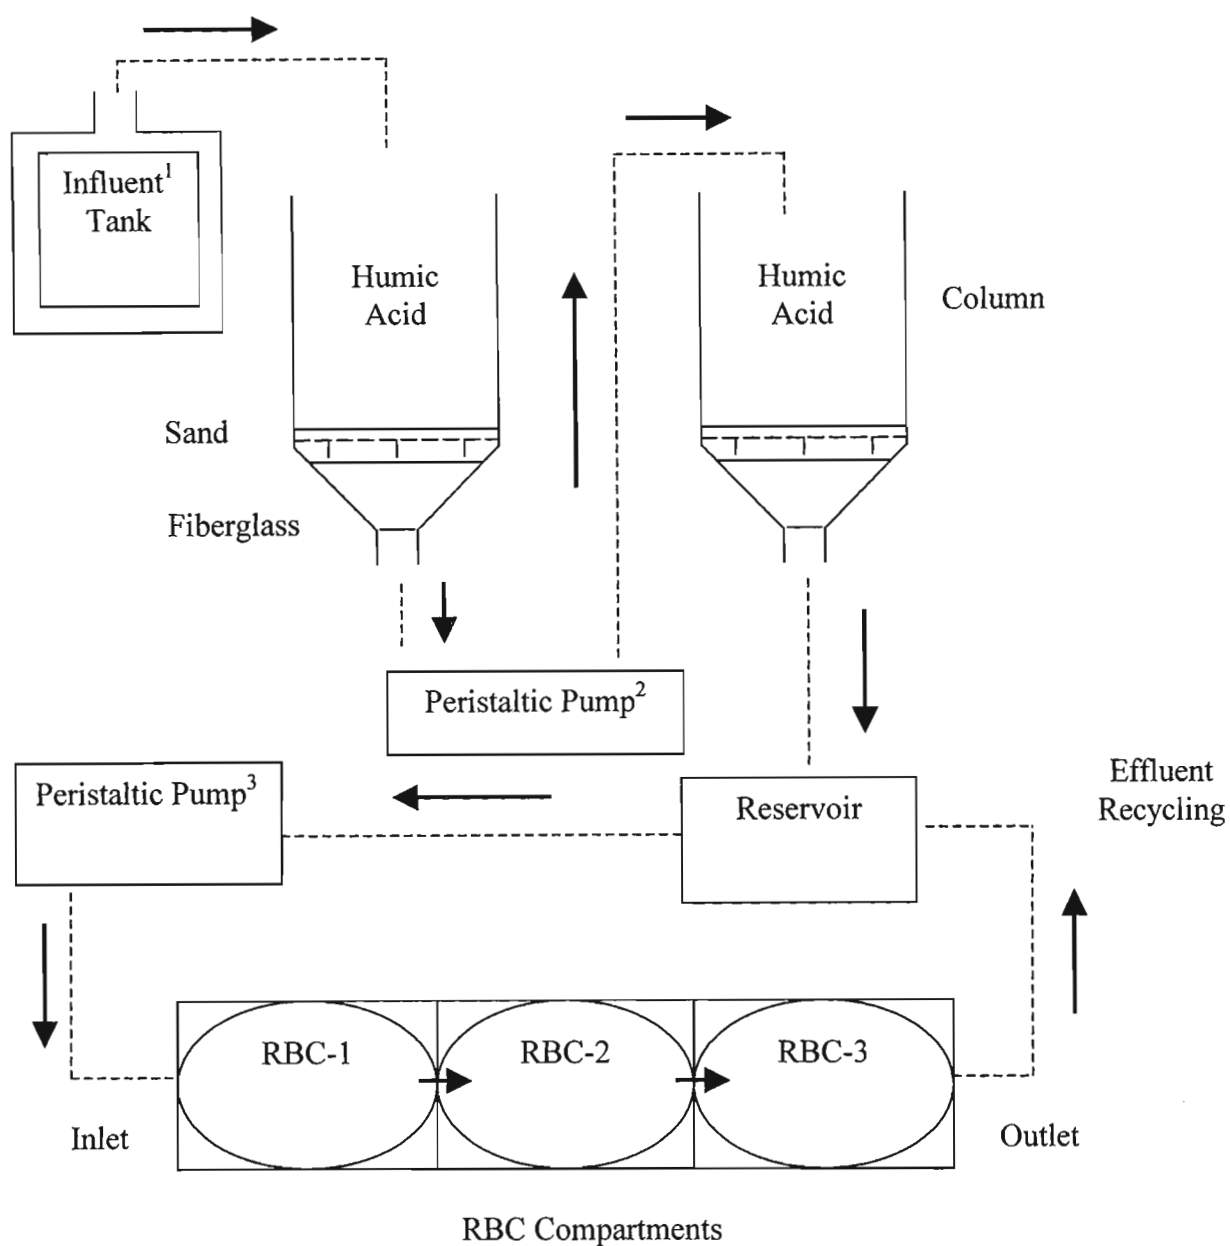 Influent¹
Tank
Humic
Acid
Humic
Acid
Column
Sand
Fiberglass
Peristaltic Pump²
Peristaltic Pump³
Reservoir
Effluent
Recycling
RBC-1
RBC-2
RBC-3
Inlet
Outlet
RBC Compartments